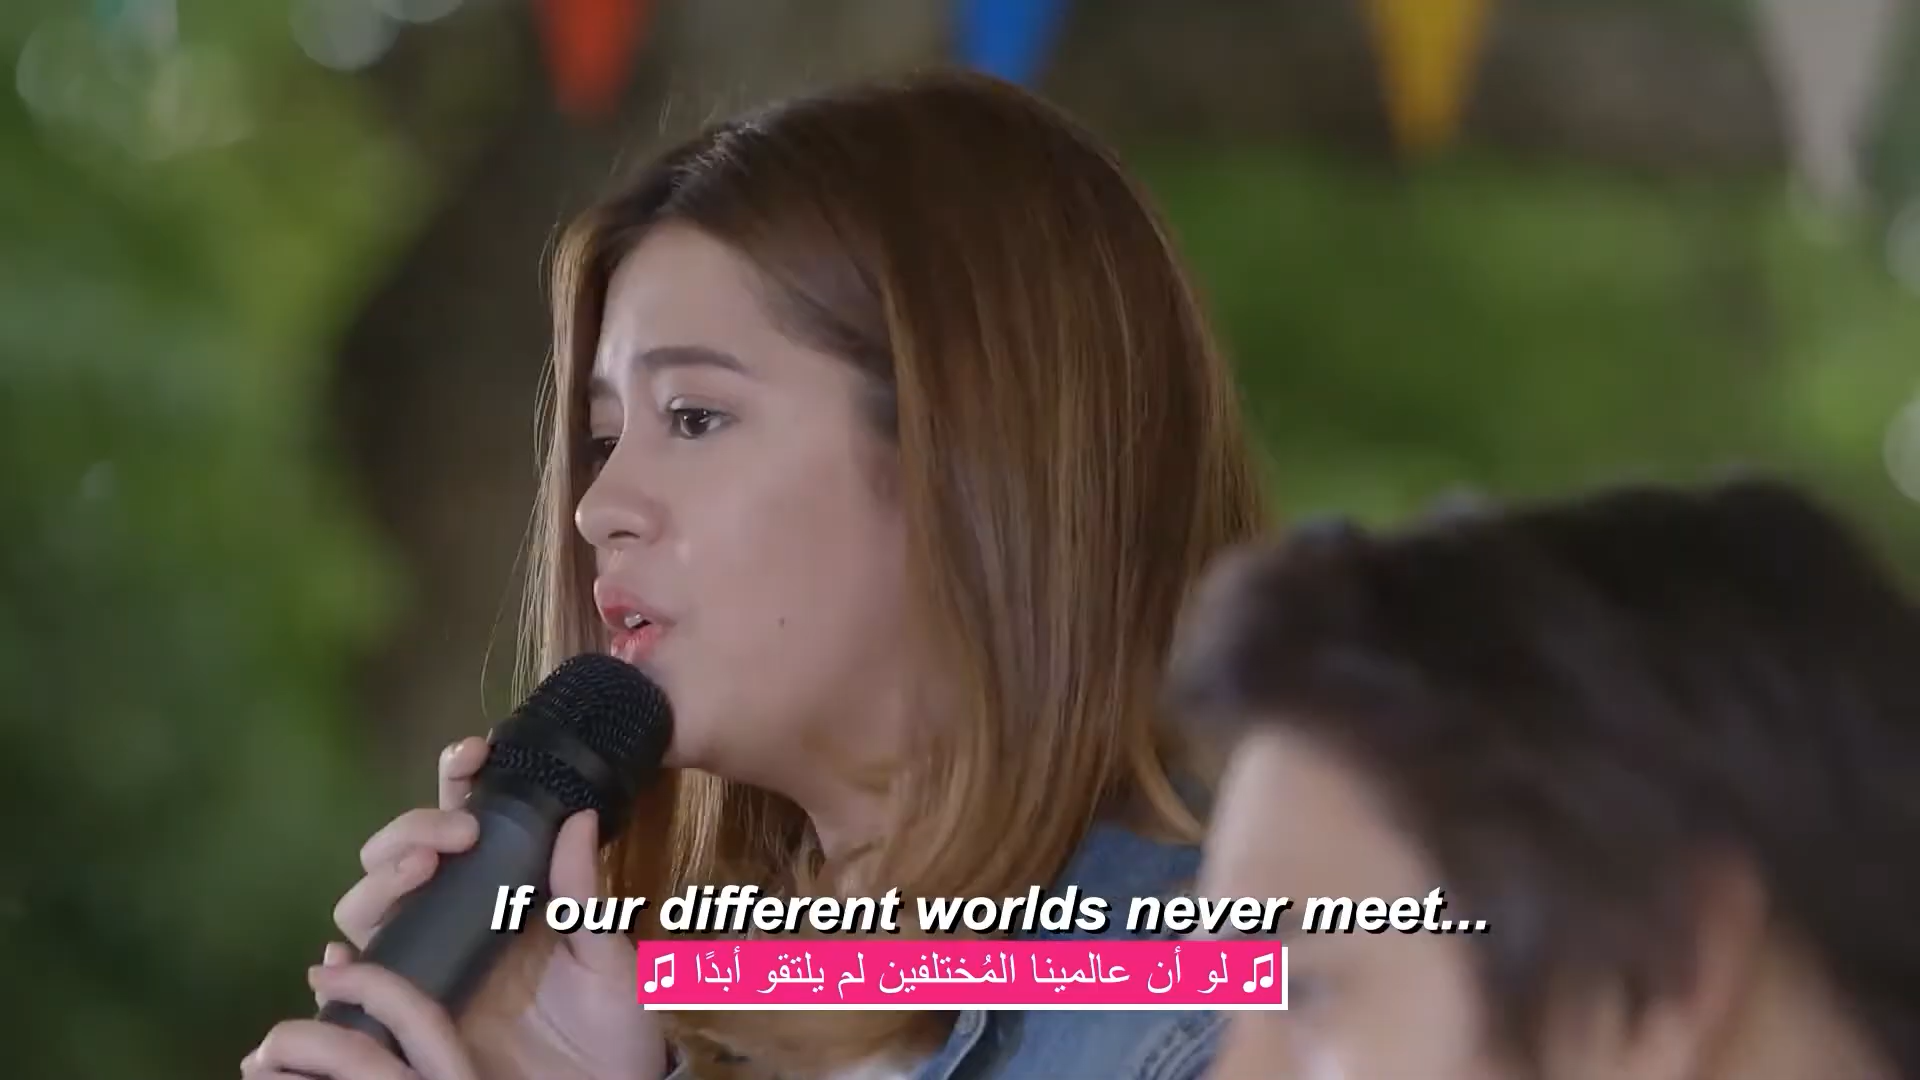 If our different worlds never meet...
♫ لو أن عالمينا المُختلفين لم يلتقو أبدًا ♫